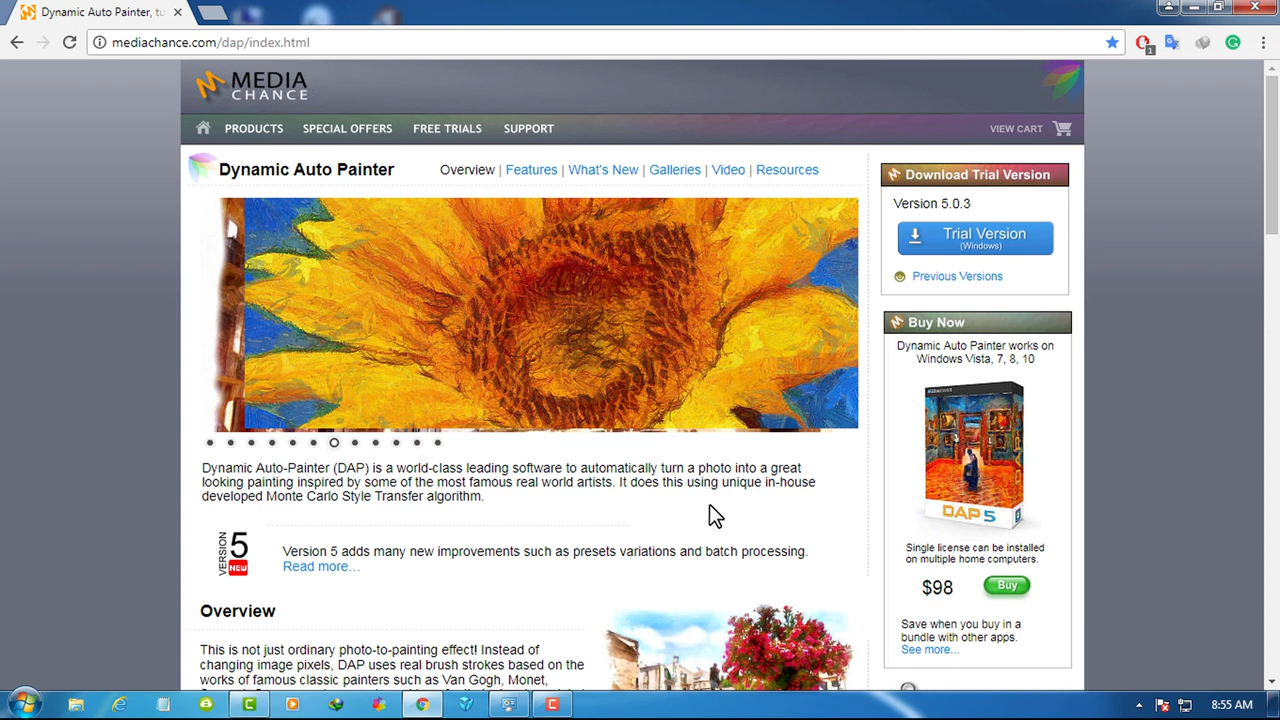 Dynamic Auto Painter, tu
mediachance.com/dap/index.html
1
MEDIA
CHANCE
PRODUCTS SPECIAL OFFERS FREE TRIALS SUPPORT VIEW CART
Dynamic Auto Painter
Overview | Features | What's New | Galleries | Video | Resources
Dynamic Auto-Painter (DAP) is a world-class leading software to automatically turn a photo into a great
looking painting inspired by some of the most famous real world artists. It does this using unique in-house
developed Monte Carlo Style Transfer algorithm.
VERSION
5
NEW
Version 5 adds many new improvements such as presets variations and batch processing.
Read more...
Overview
This is not just ordinary photo-to-painting effect! Instead of
changing image pixels, DAP uses real brush strokes based on the
works of famous classic painters such as Van Gogh, Monet,
Download Trial Version
Version 5.0.3
Trial Version
(Windows)
Previous Versions
Buy Now
Dynamic Auto Painter works on
Windows Vista, 7, 8, 10
DAP 5
Single license can be installed
on multiple home computers.
$98 Buy
Save when you buy in a
bundle with other apps.
See more...
8:55 AM